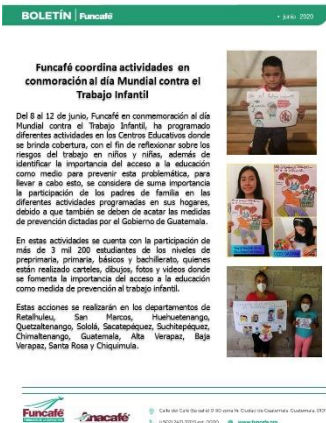 BOLETÍN Funcafé
• junio 2020
Funcafé coordina actividades en
conmoración al día Mundial contra el
Trabajo Infantil
Del 8 al 12 de junio, Funcafé en conmemoración al día
Mundial contra el Trabajo Infantil, ha programado
diferentes actividades en los Centros Educativos donde
se brinda cobertura, con el fin de reflexionar sobre los
riesgos del trabajo en niños y niñas, además de
identificar la importancia del acceso a la educación
como medio para prevenir esta problemática, para
llevar a cabo esto, se considera de suma importancia
la participación de los padres de familia en las
diferentes actividades programadas en sus hogares,
debido a que también se deben de acatar las medidas
de prevención dictadas por el Gobierno de Guatemala.
En estas actividades se cuenta con la participación de
más de 3 mil 200 estudiantes de los niveles de
preprimaria, primaria, básicos y bachillerato, quienes
están realizado carteles, dibujos, fotos y videos donde
se fomenta la importancia del acceso a la educación
como medida de prevención al trabajo infantil.
Estas acciones se realizarán en los departamentos de
Retalhuleu, San Marcos, Huehuetenango,
Quetzaltenango, Sololá, Sacatepéquez, Suchitepéquez,
Chimaltenango, Guatemala, Alta Verapaz, Baja
Verapaz, Santa Rosa y Chiquimula.
Funcafé
Anacafé